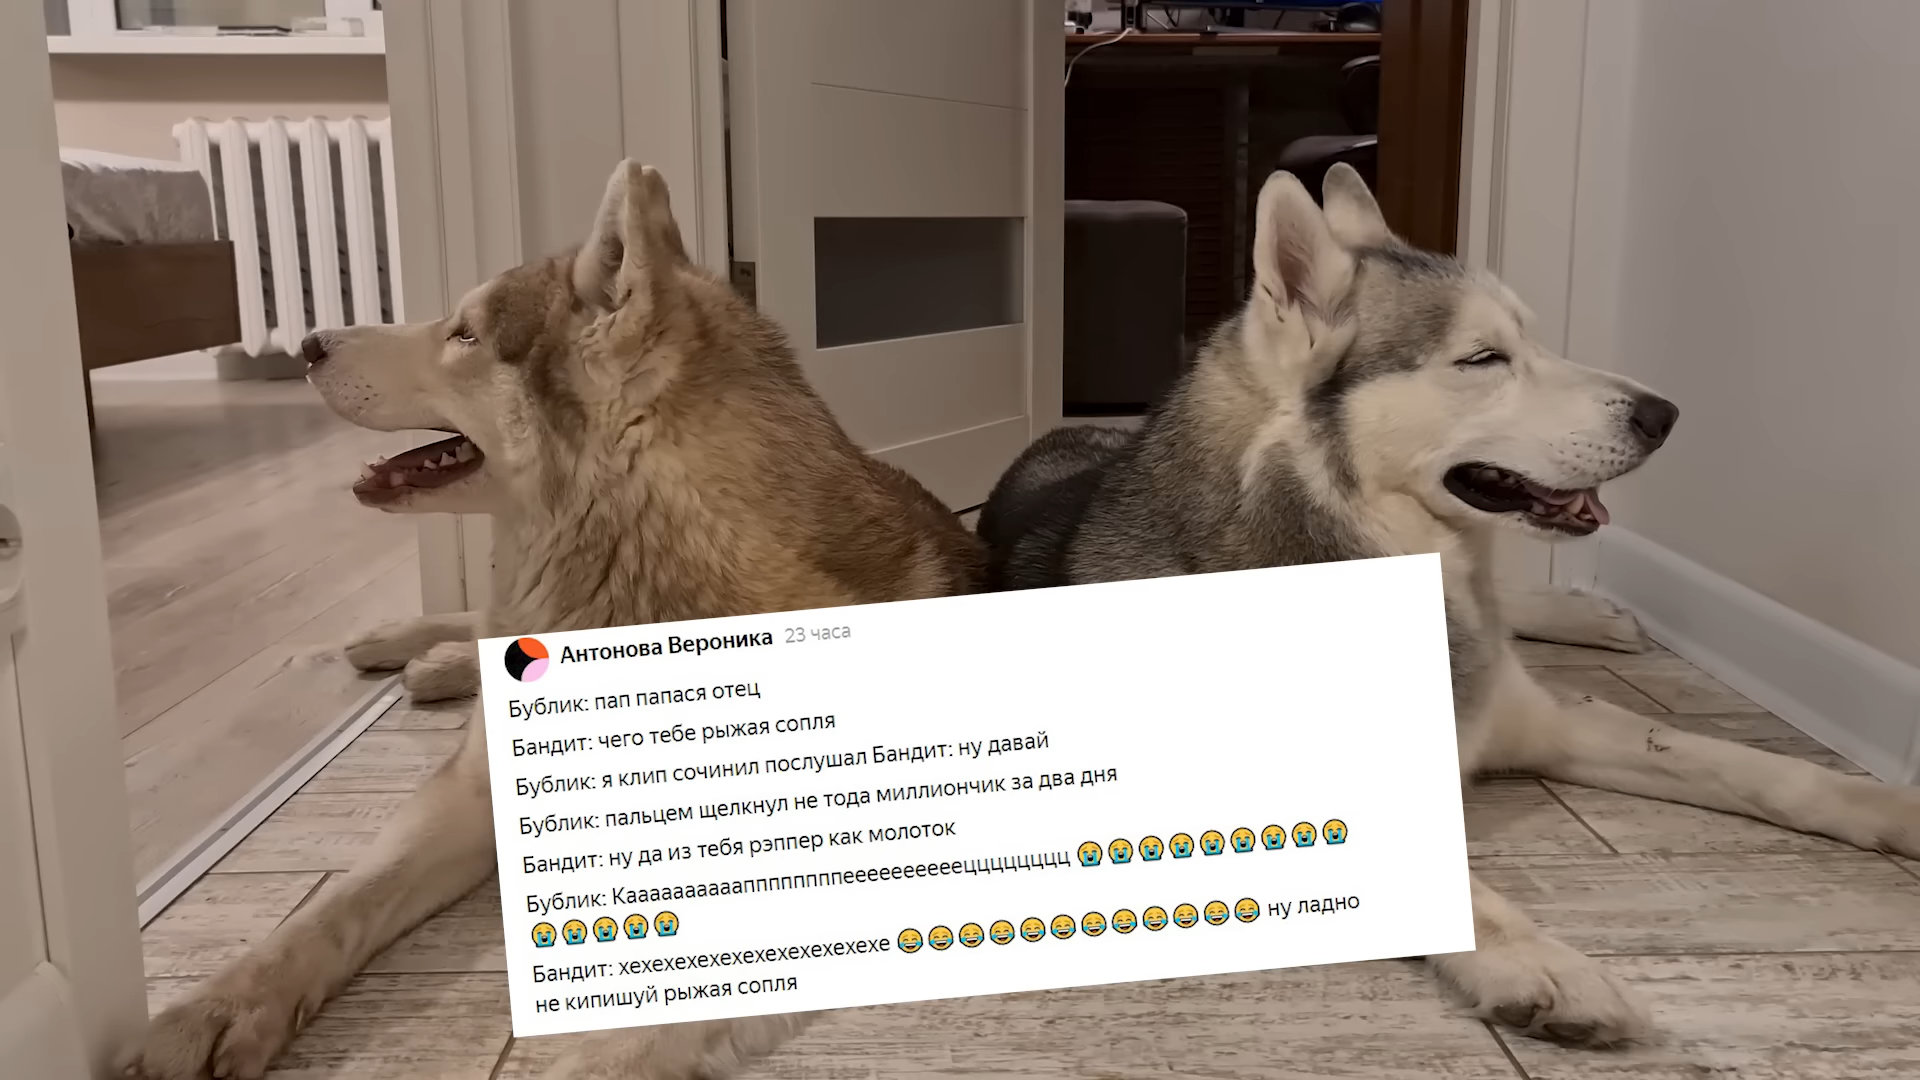 Антонова Вероника 23 часа
Бублик: пап папася отец
Бандит: чего тебе рыжая сопля
Бублик: я клип сочинил послушал Бандит: ну давай
Бублик: пальцем щелкнул не тода миллиончик за два дня
Бандит: ну да из тебя рэппер как молоток
Бублик: Кааааааааааппппппппееееееееееецццццццц 😭😭😭😭😭😭😭😭😭
😭😭😭😭😭
Бандит: хехехехехехехехехехехе 😂😂😂😂😂😂😂😂😂😂😂😂 ну ладно
не кипишуй рыжая сопля